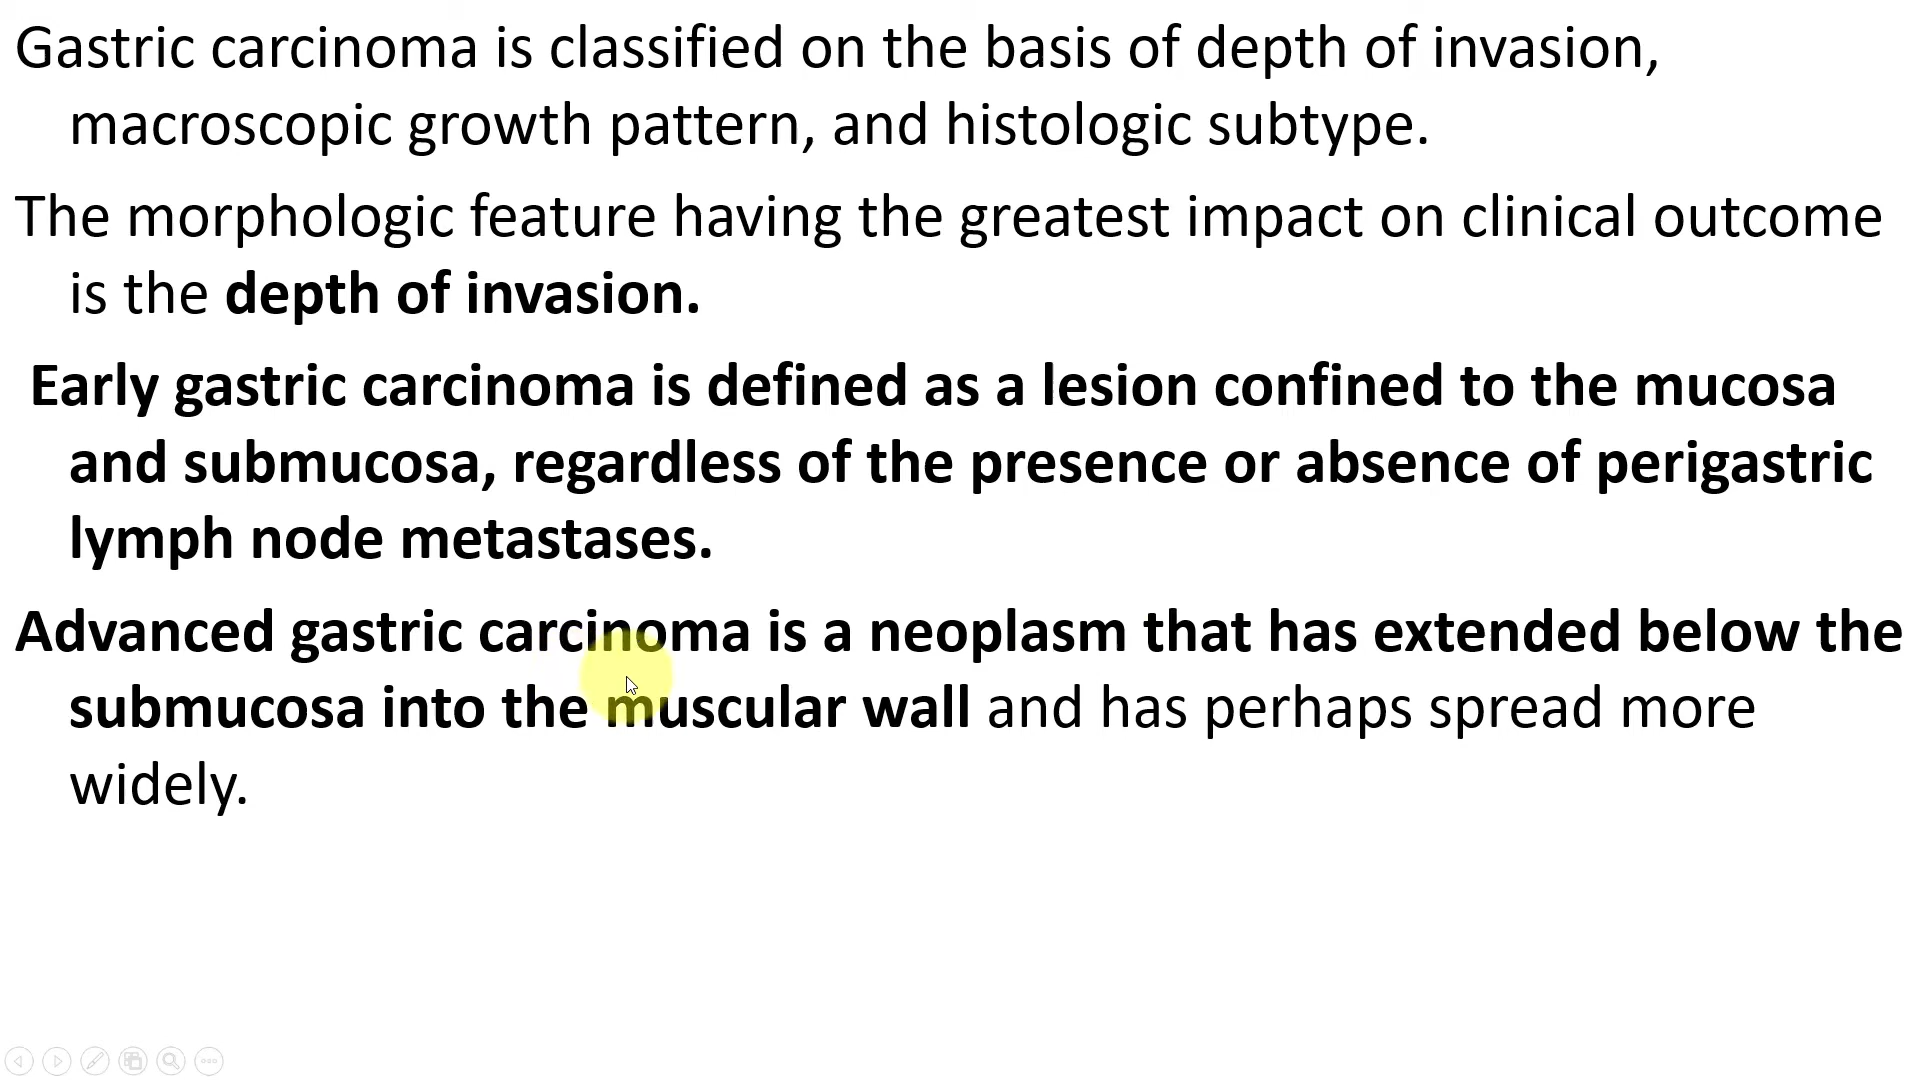 Gastric carcinoma is classified on the basis of depth of invasion,
macroscopic growth pattern, and histologic subtype.
The morphologic feature having the greatest impact on clinical outcome
is the depth of invasion.
Early gastric carcinoma is defined as a lesion confined to the mucosa
and submucosa, regardless of the presence or absence of perigastric
lymph node metastases.
Advanced gastric carcinoma is a neoplasm that has extended below the
submucosa into the muscular wall and has perhaps spread more
widely.